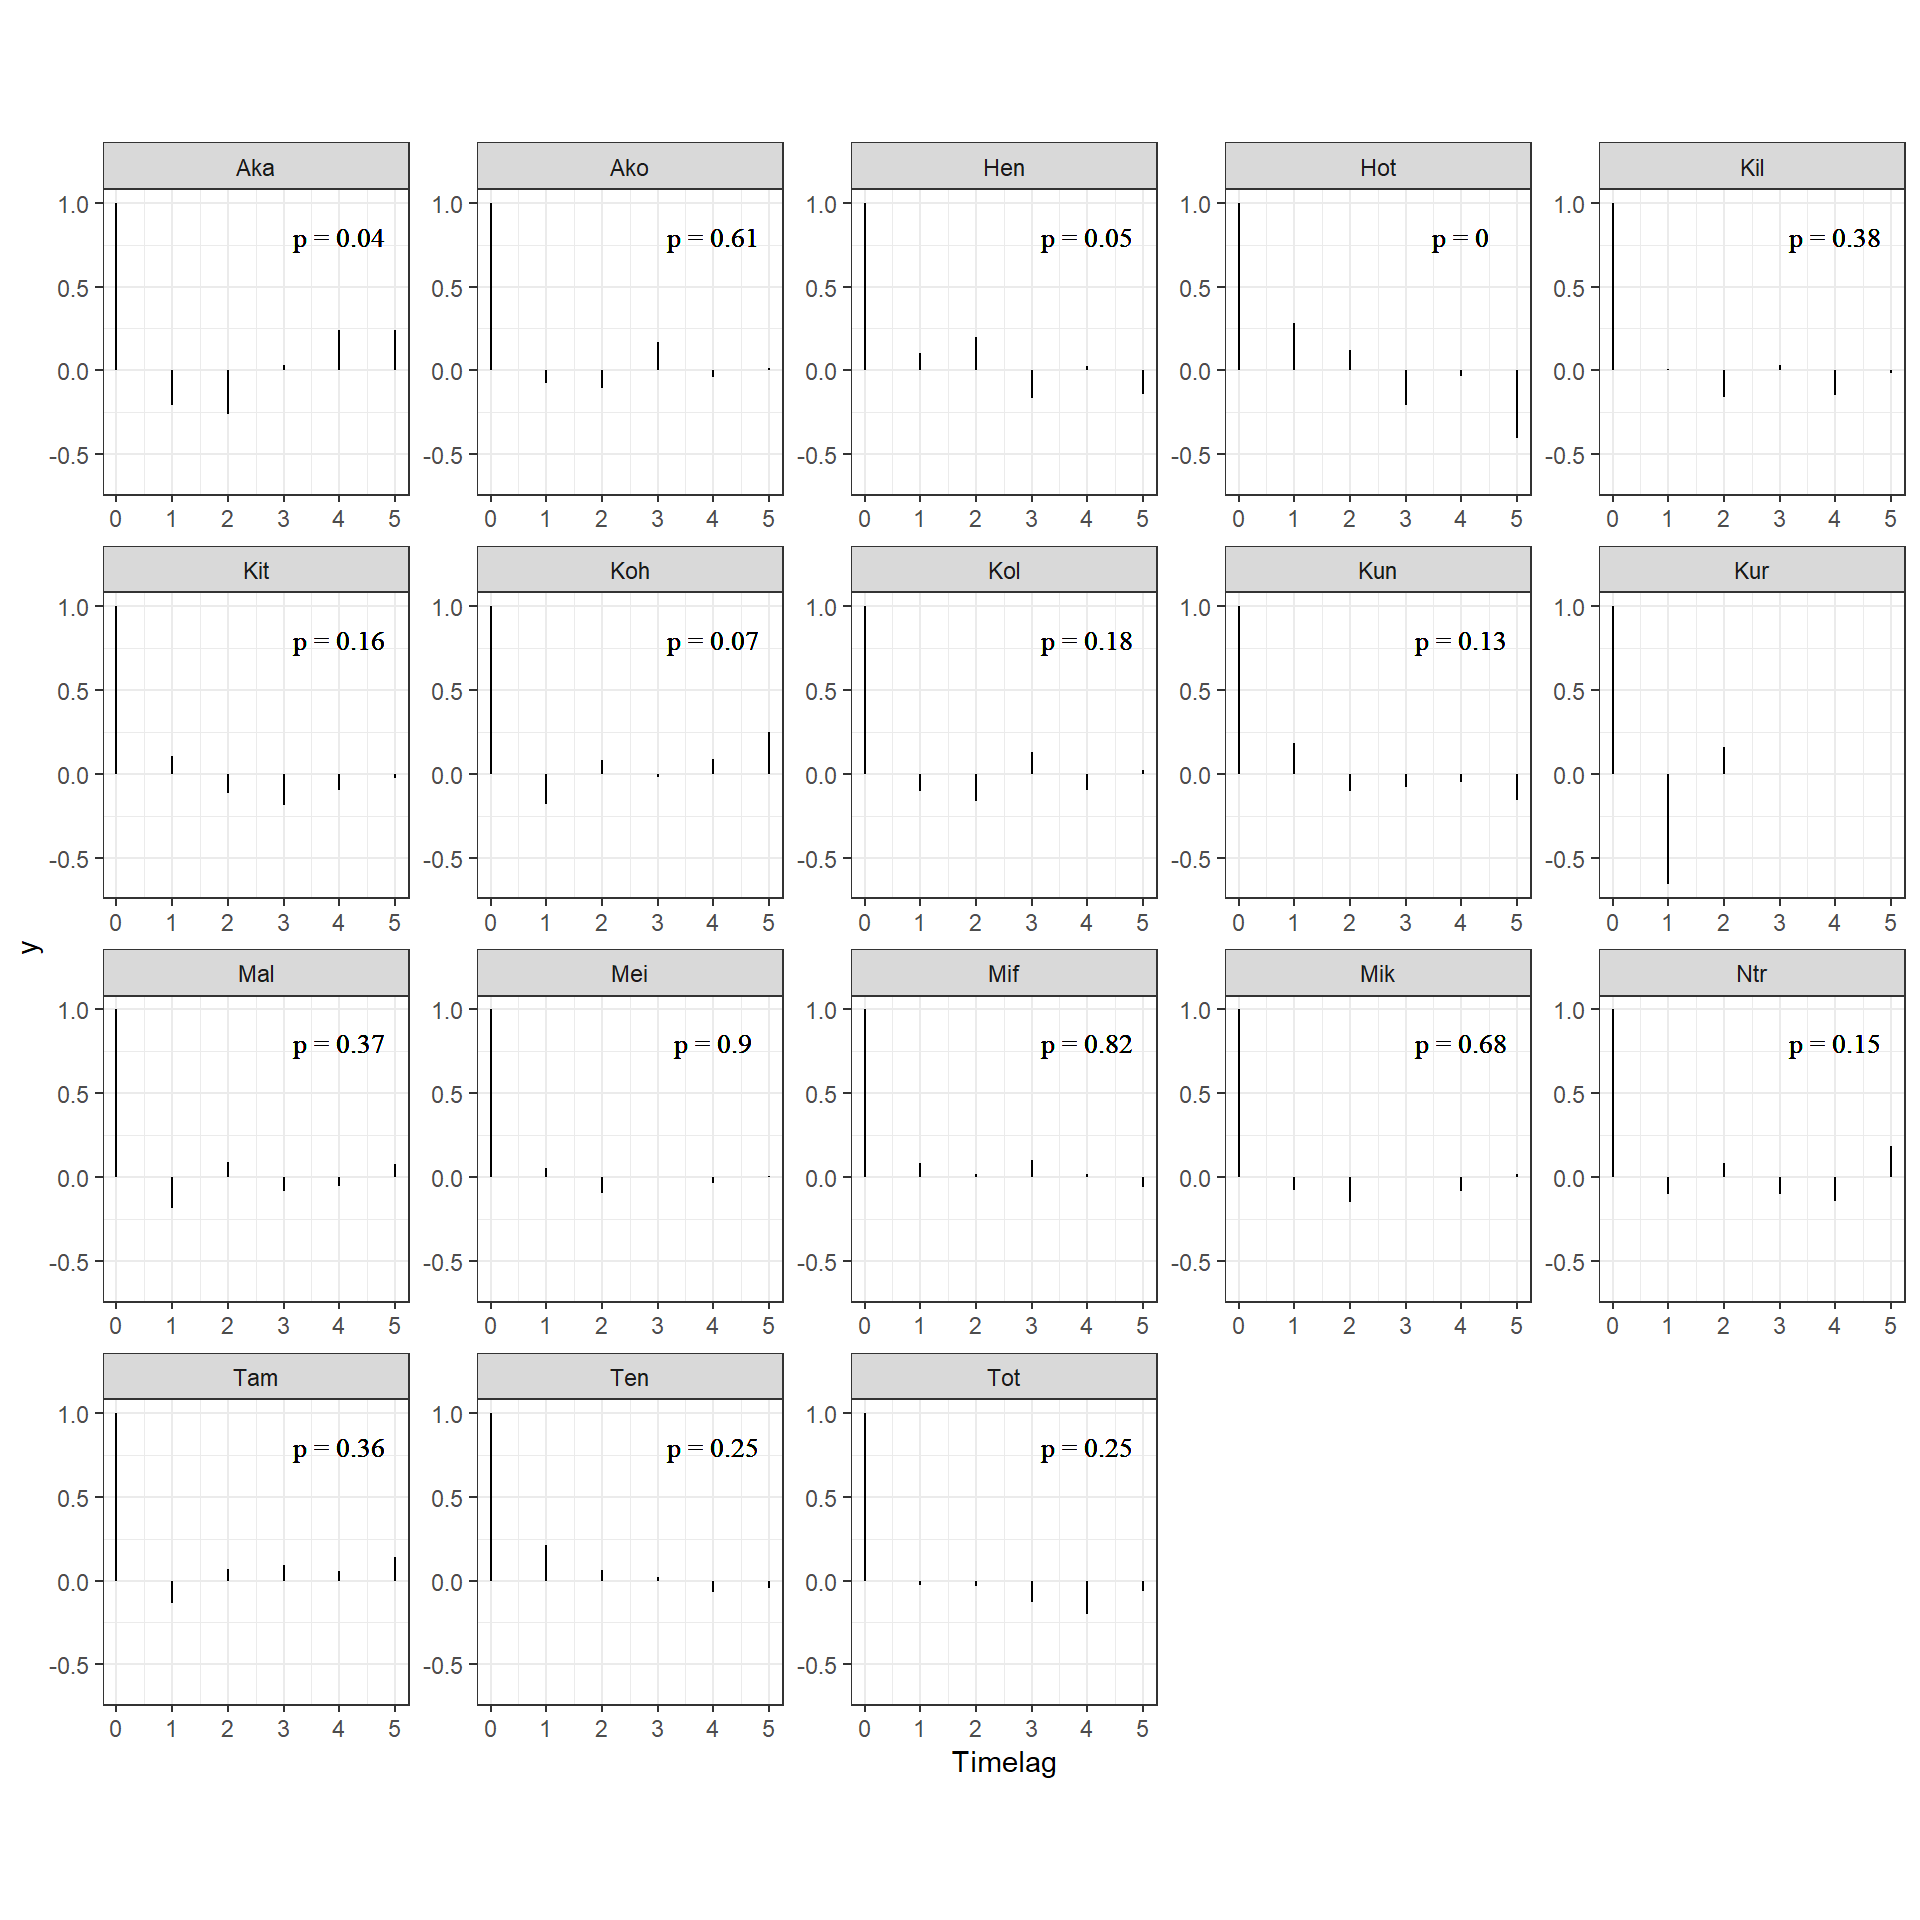 Aka Ako Hen Hot Kil
1.0 1.0 1.0 1.0 1.0
p = 0.04 p = 0.61 p = 0.05 p = 0 p = 0.38
0.5 0.5 0.5 0.5 0.5
0.0 0.0 0.0 0.0 0.0
-0.5 -0.5 -0.5 -0.5 -0.5
0 1 2 3 4 5 0 1 2 3 4 5 0 1 2 3 4 5 0 1 2 3 4 5 0 1 2 3 4 5
Kit Koh Kol Kun Kur
1.0 1.0 1.0 1.0 1.0
p = 0.16 p = 0.07 p = 0.18 p = 0.13
0.5 0.5 0.5 0.5 0.5
0.0 0.0 0.0 0.0 0.0
-0.5 -0.5 -0.5 -0.5 -0.5
0 1 2 3 4 5 0 1 2 3 4 5 0 1 2 3 4 5 0 1 2 3 4 5 0 1 2 3 4 5
y
Mal Mei Mif Mik Ntr
1.0 1.0 1.0 1.0 1.0
p = 0.37 p = 0.9 p = 0.82 p = 0.68 p = 0.15
0.5 0.5 0.5 0.5 0.5
0.0 0.0 0.0 0.0 0.0
-0.5 -0.5 -0.5 -0.5 -0.5
0 1 2 3 4 5 0 1 2 3 4 5 0 1 2 3 4 5 0 1 2 3 4 5 0 1 2 3 4 5
Tam Ten Tot
1.0 1.0 1.0
p = 0.36 p = 0.25 p = 0.25
0.5 0.5 0.5
0.0 0.0 0.0
-0.5 -0.5 -0.5
0 1 2 3 4 5 0 1 2 3 4 5 0 1 2 3 4 5
Timelag